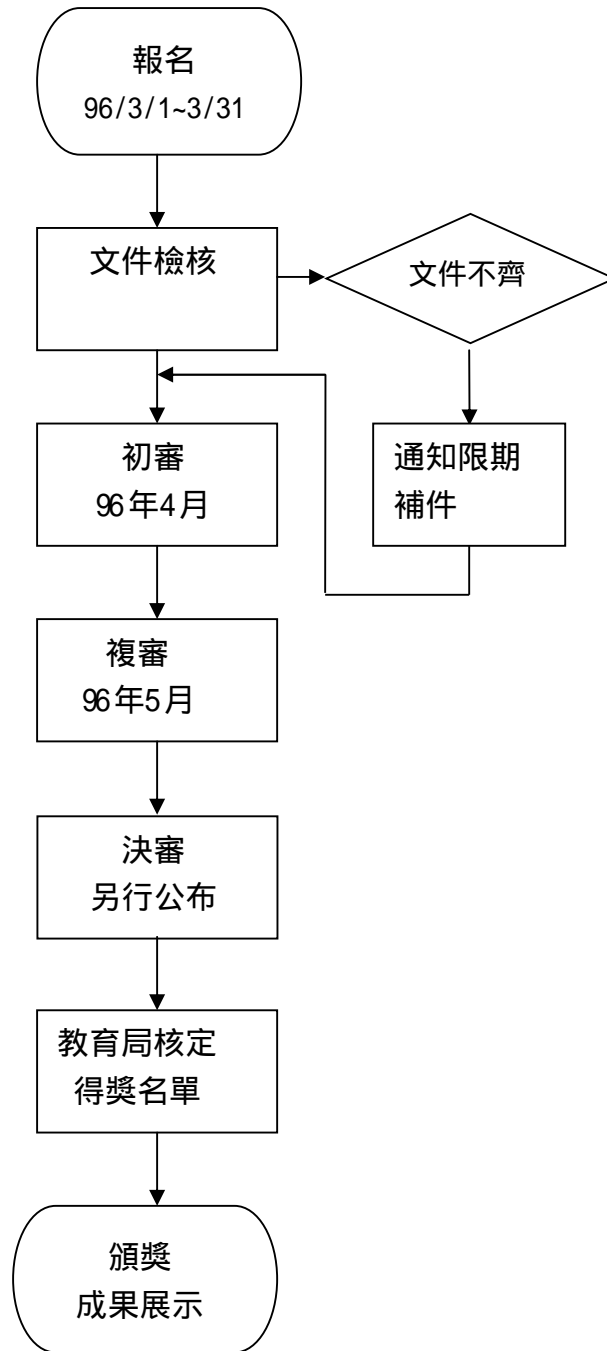 報名
96/3/1~3/31
文件檢核
文件不齊
通知限期
補件
初審
96年4月
複審
96年5月
決審
另行公布
教育局核定
得獎名單
頒獎
成果展示